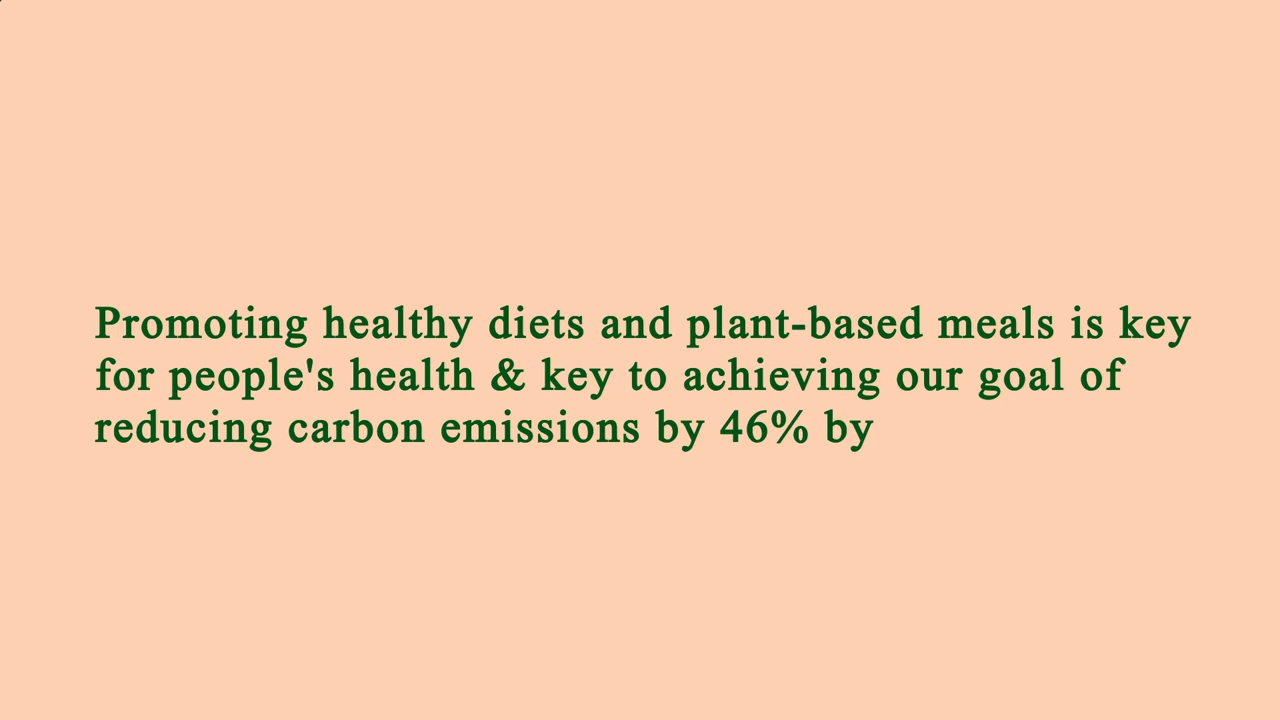 Promoting healthy diets and plant-based meals is key
for people's health & key to achieving our goal of
reducing carbon emissions by 46% by